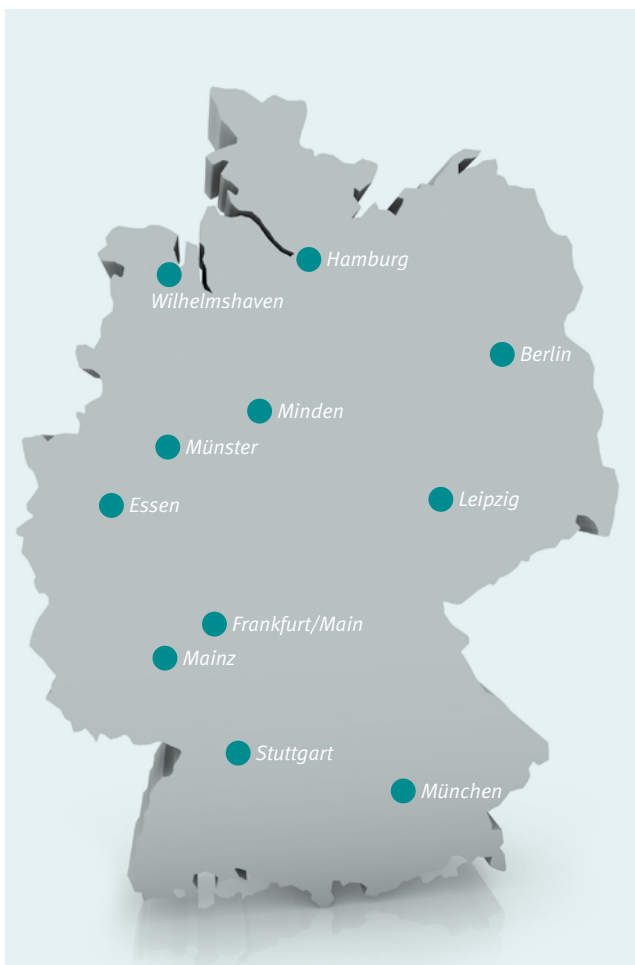 Hamburg
Wilhelmshaven
Berlin
Minden
Münster
Leipzig
Essen
Frankfurt/Main
Mainz
Stuttgart
München